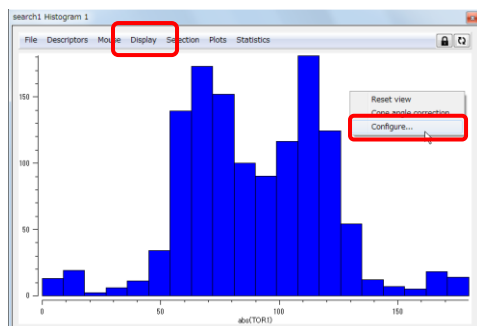 search1 Histogram 1
File Descriptors Mouse Display Selection Plots Statistics
Reset view
Cone angle correction
Configure...
150
100
50
0
0 50 100 150
abs(TOR1)